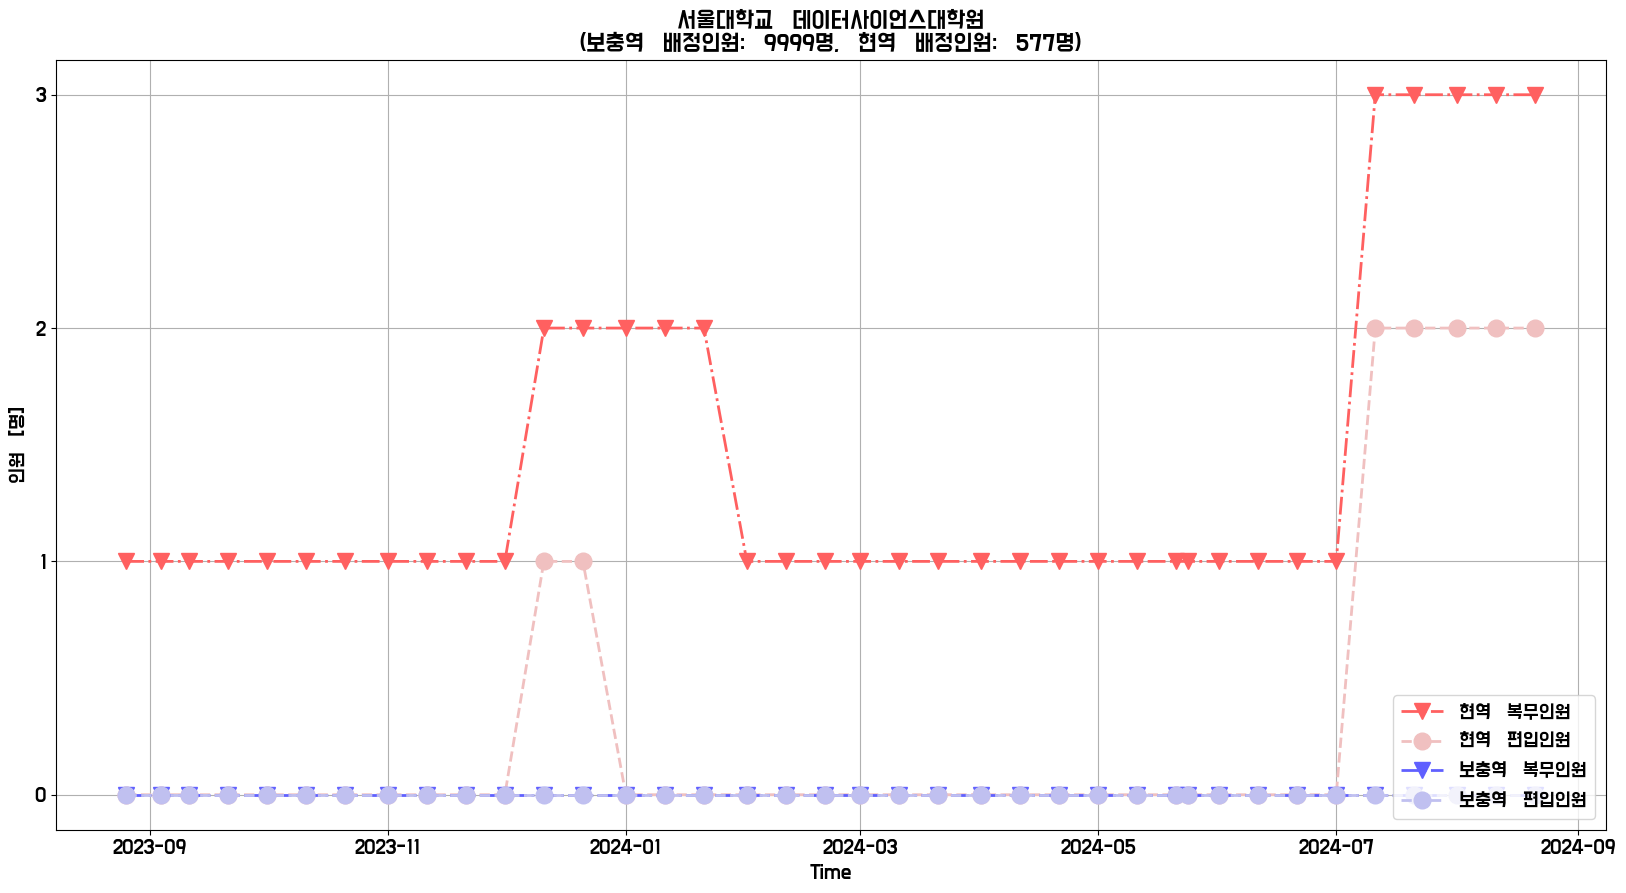 서울대학교 데이터사이언스대학원
(보충역 배정인원: 9999명, 현역 배정인원: 577명)
3
2
1
0
인원 [명]
2023-09
2023-11
2024-01
2024-03
2024-05
2024-07
2024-09
Time
현역 복무인원
현역 편입인원
보충역 복무인원
보충역 편입인원